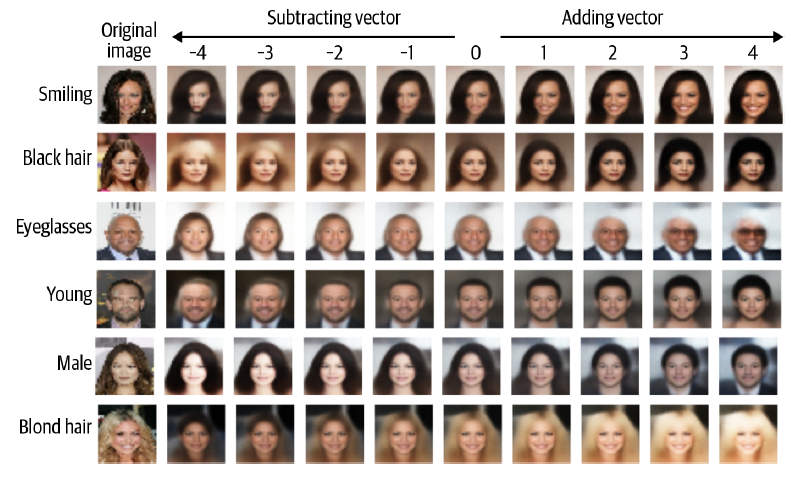 Subtracting vector
Adding vector
Original
image
-4 -3 -2 -1 0 1 2 3 4
Smiling
Black hair
Eyeglasses
Young
Male
Blond hair